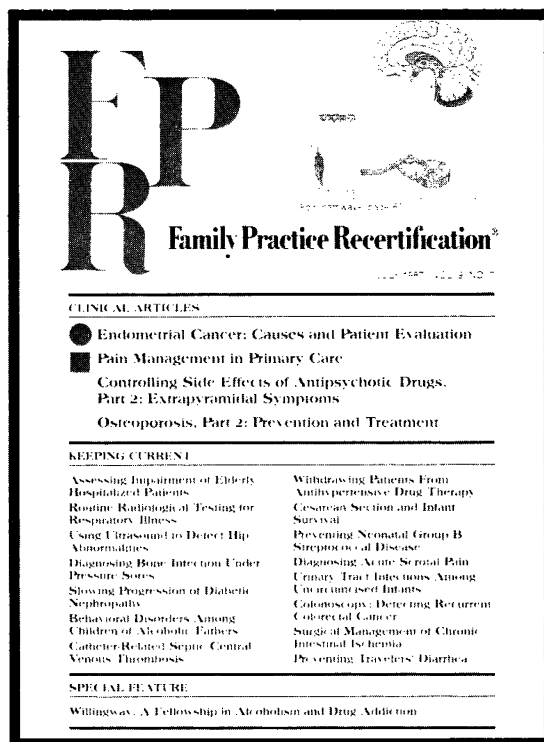 FPR
Family Practice Recertification®
CLINICAL ARTICLES
Endometrial Cancer: Causes and Patient Evaluation
Pain Management in Primary Care
Controlling Side Effects of Antipsychotic Drugs,
Part 2: Extrapyramidal Symptoms
Osteoporosis, Part 2: Prevention and Treatment
KEEPING CURRENT
Assessing Impairment of Elderly
Hospitalized Patients
Routine Radiological Testing for
Respiratory Illness
Using Ultrasound to Detect Hip
Abnormalities
Diagnosing Bone Infection Under
Pressure Sores
Slowing Progression of Diabetic
Nephropathy
Behavioral Disorders Among
Children of Alcoholic Fathers
Catheter-Related Septic Central
Venous Thrombosis
Withdrawing Patients From
Antihypertensive Drug Therapy
Cesarean Section and Infant
Survival
Preventing Neonatal Group B
Streptococcal Disease
Diagnosing Acute Scrotal Pain
Urinary Tract Infections Among
Uncircumcised Infants
Colonoscopy: Detecting Recurrent
Colorectal Cancer
Surgical Management of Chronic
Intestinal Ischemia
Preventing Travelers' Diarrhea
SPECIAL FEATURE
Willingway, A Fellowship in Alcoholism and Drug Addiction